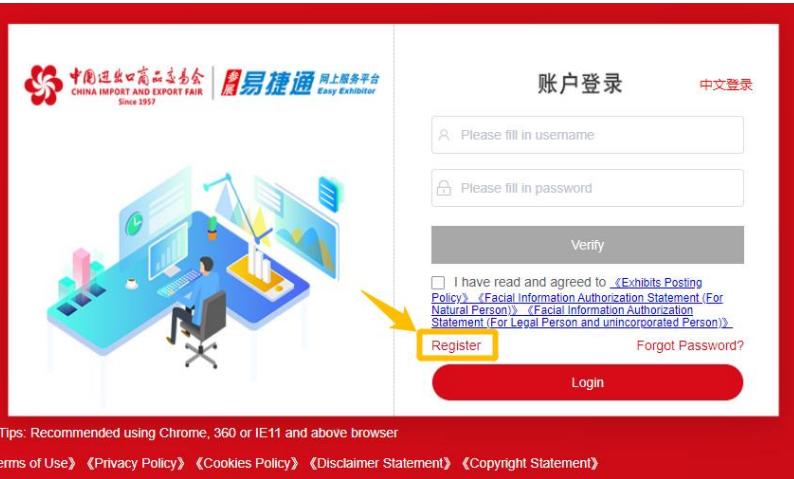 中国进出口商品交易会
CHINA IMPORT AND EXPORT FAIR
Since 1957
参展
易捷通
网上服务平台
Easy Exhibitor
账户登录
中文登录
Please fill in username
Please fill in password
Verify
I have read and agreed to 《Exhibits Posting
Policy》 《Facial Information Authorization Statement (For
Natural Person)》 《Facial Information Authorization
Statement (For Legal Person and unincorporated Person)》
Register
Forgot Password?
Login
Tips: Recommended using Chrome, 360 or IE11 and above browser
erms of Use》 《Privacy Policy》 《Cookies Policy》 《Disclaimer Statement》 《Copyright Statement》